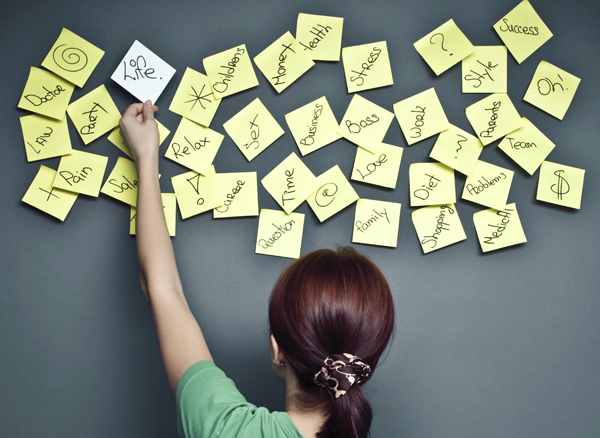 Life.
Doctor
LAW
Pain
Party
Sale
*
Relax
Childrens
Money
health
Stress
?
Style
Success
Oh!
Sex
Business
Boss
Love
Work
Parents
Team
Time
@
!
Career
Question
Family
Diet
Shopping
Problems
$
+